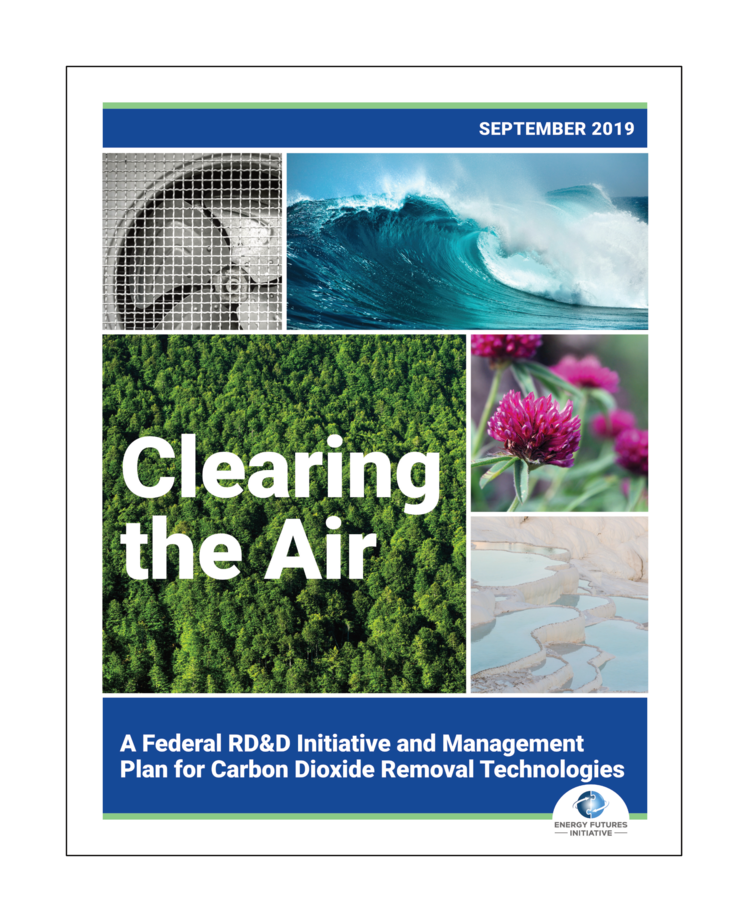 SEPTEMBER 2019
Clearing
the Air
A Federal RD&D Initiative and Management
Plan for Carbon Dioxide Removal Technologies
ENERGY FUTURES
INITIATIVE